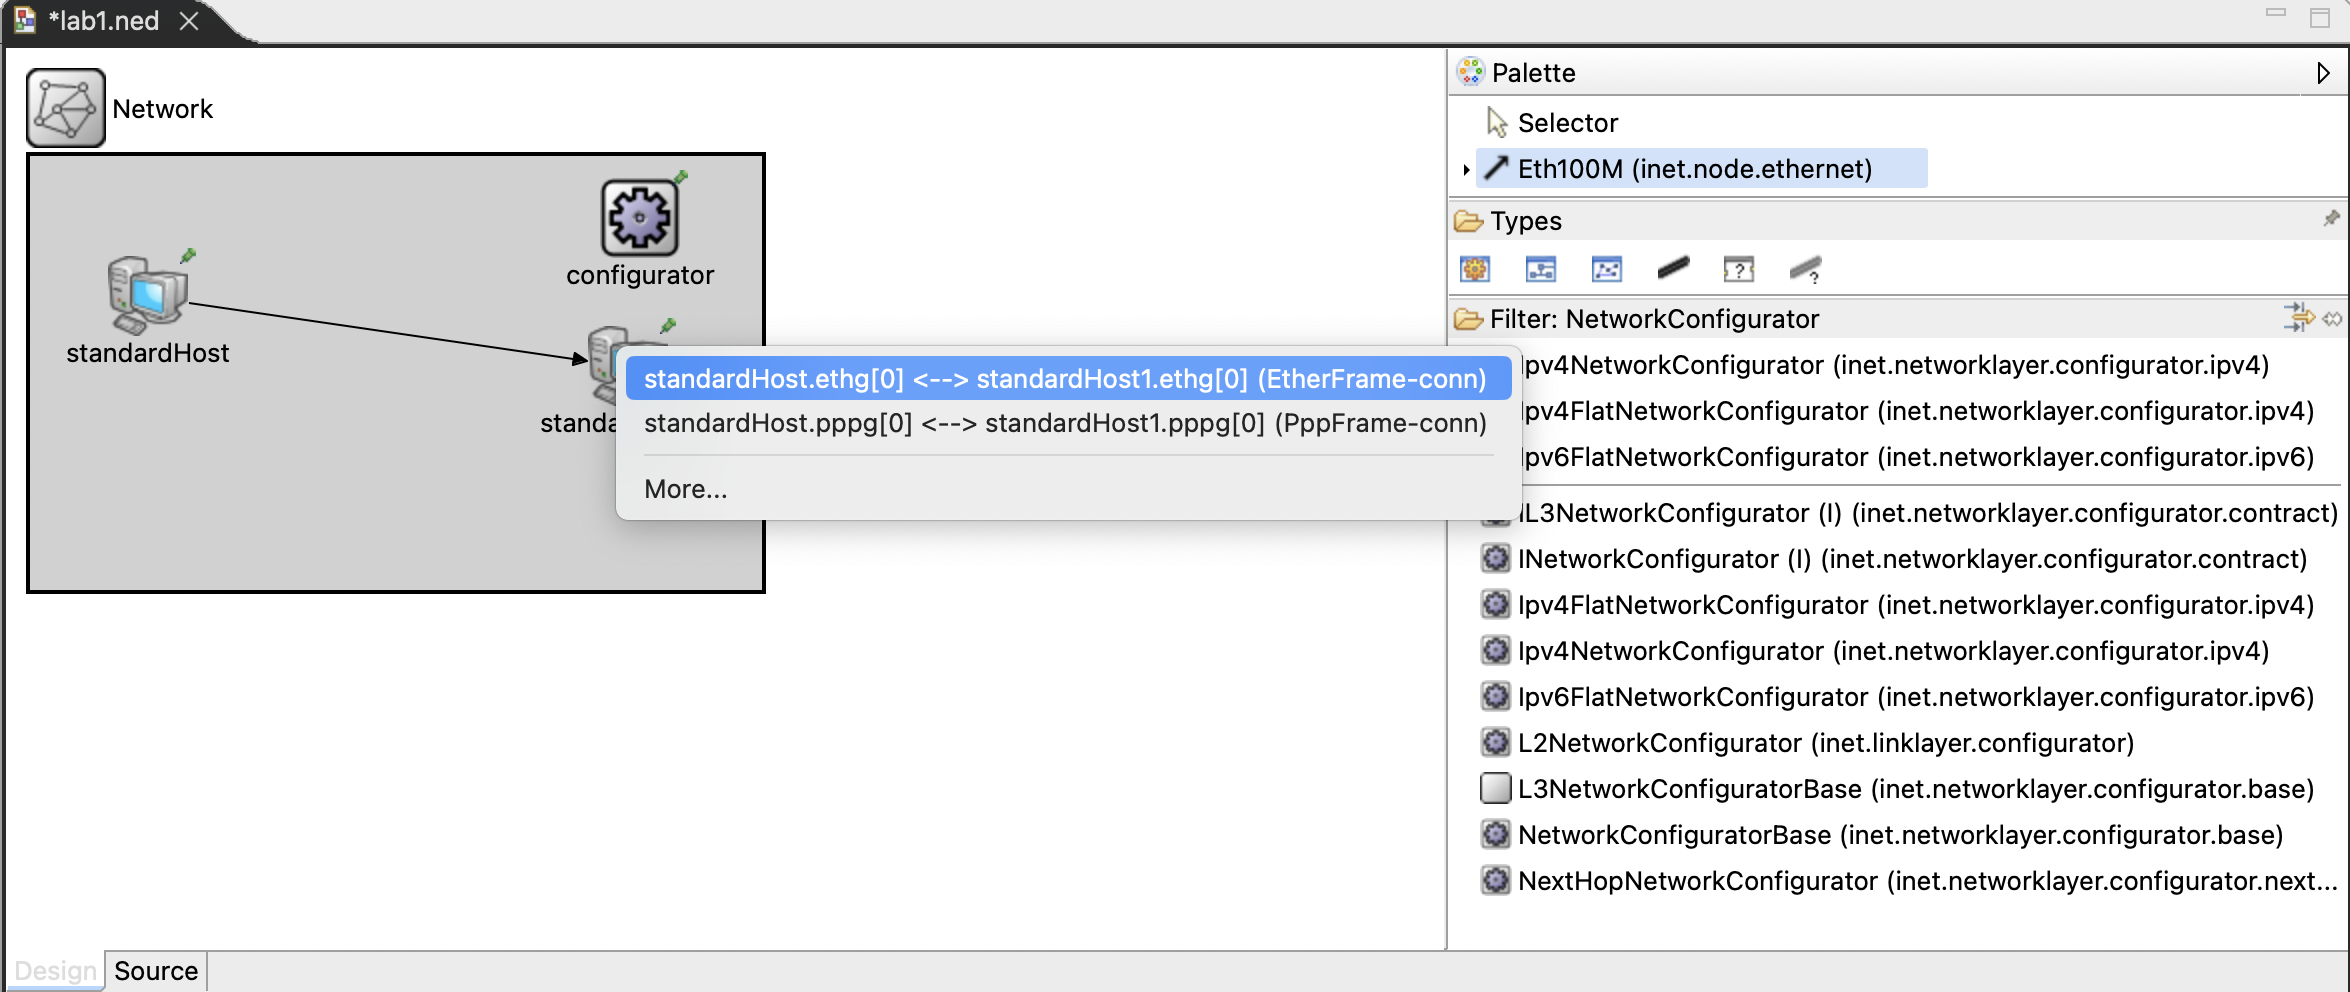 *lab1.ned
Network
configurator
standardHost
standa
standardHost.ethg[0] <--> standardHost1.ethg[0] (EtherFrame-conn)
standardHost.pppg[0] <--> standardHost1.pppg[0] (PppFrame-conn)
More...
Palette
Selector
Eth100M (inet.node.ethernet)
Types
Filter: NetworkConfigurator
Ipv4NetworkConfigurator (inet.networklayer.configurator.ipv4)
Ipv4FlatNetworkConfigurator (inet.networklayer.configurator.ipv4)
Ipv6FlatNetworkConfigurator (inet.networklayer.configurator.ipv6)
IL3NetworkConfigurator (I) (inet.networklayer.configurator.contract)
INetworkConfigurator (I) (inet.networklayer.configurator.contract)
Ipv4FlatNetworkConfigurator (inet.networklayer.configurator.ipv4)
Ipv4NetworkConfigurator (inet.networklayer.configurator.ipv4)
Ipv6FlatNetworkConfigurator (inet.networklayer.configurator.ipv6)
L2NetworkConfigurator (inet.linklayer.configurator)
L3NetworkConfiguratorBase (inet.networklayer.configurator.base)
NetworkConfiguratorBase (inet.networklayer.configurator.base)
NextHopNetworkConfigurator (inet.networklayer.configurator.next...
Design
Source